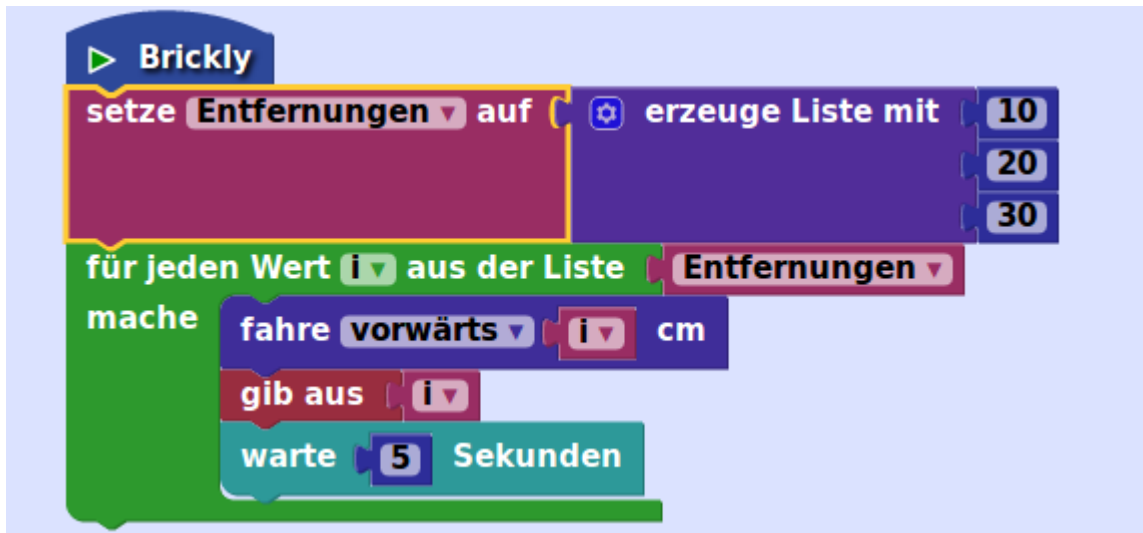 Brickly
setze Entfernungen auf erzeuge Liste mit 10
20
30
für jeden Wert i aus der Liste Entfernungen
mache
fahre vorwärts i cm
gib aus i
warte 5 Sekunden